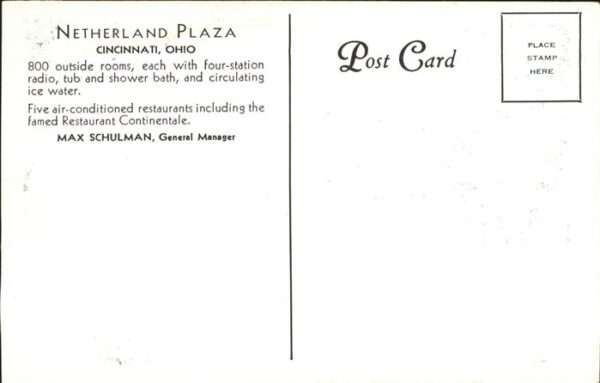 NETHERLAND PLAZA
CINCINNATI, OHIO
800 outside rooms, each with four-station
radio, tub and shower bath, and circulating
ice water.
Five air-conditioned restaurants including the
famed Restaurant Continentale.
MAX SCHULMAN, General Manager
Post Card
PLACE
STAMP
HERE